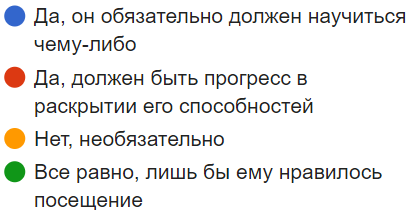 Да, он обязательно должен научиться
чему-либо
Да, должен быть прогресс в
раскрытии его способностей
Нет, необязательно
Все равно, лишь бы ему нравилось
посещение